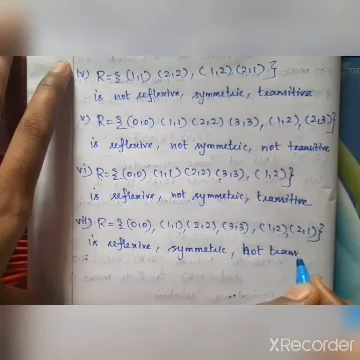 iv) R = {(1,1) (2,2), (1,2) (2,1)}
is not reflexive, symmetric, transitive
v) R = {(0,0) (1,1) (2,2) (3,3), (1,2), (2,3)}
is reflexive, not symmetric, not transitive
vi) R = {(0,0), (1,1) (2,2) (3,3), (1,2)}
is reflexive, not symmetric, transitive
vii) R = {(0,0), (1,1) (2,2), (3,3), (1,2) (2,1)}
is reflexive, symmetric, not trans
XRecorder